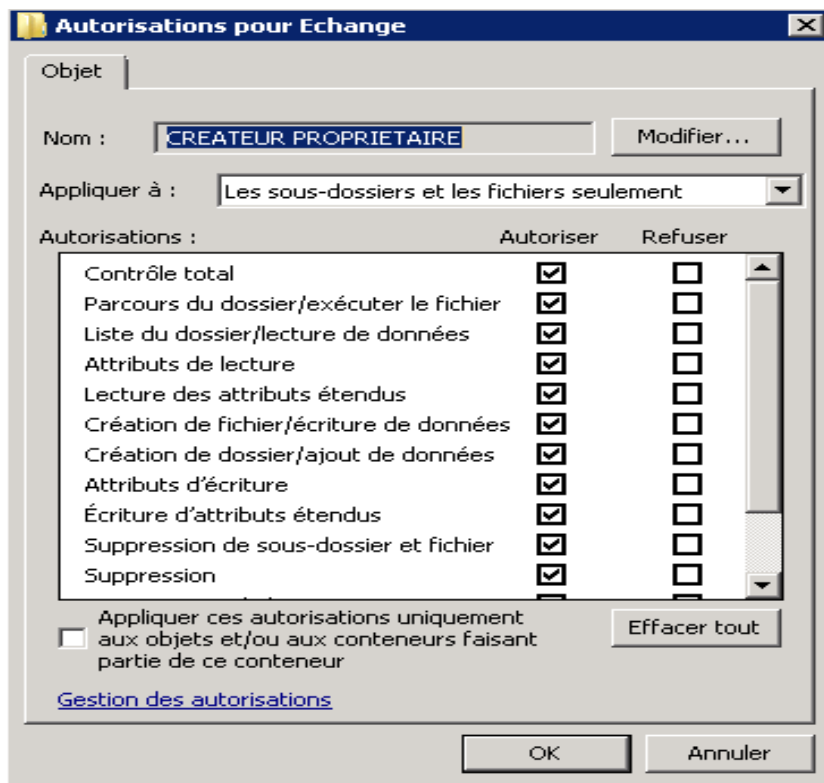 Autorisations pour Echange
Objet
Nom :
CREATEUR PROPRIETAIRE
Modifier...
Appliquer à :
Les sous-dossiers et les fichiers seulement
Autorisations :
Autoriser
Refuser
Contrôle total
Parcours du dossier/exécuter le fichier
Liste du dossier/lecture de données
Attributs de lecture
Lecture des attributs étendus
Création de fichier/écriture de données
Création de dossier/ajout de données
Attributs d'écriture
Écriture d'attributs étendus
Suppression de sous-dossier et fichier
Suppression
Appliquer ces autorisations uniquement
aux objets et/ou aux conteneurs faisant
partie de ce conteneur
Effacer tout
Gestion des autorisations
OK
Annuler